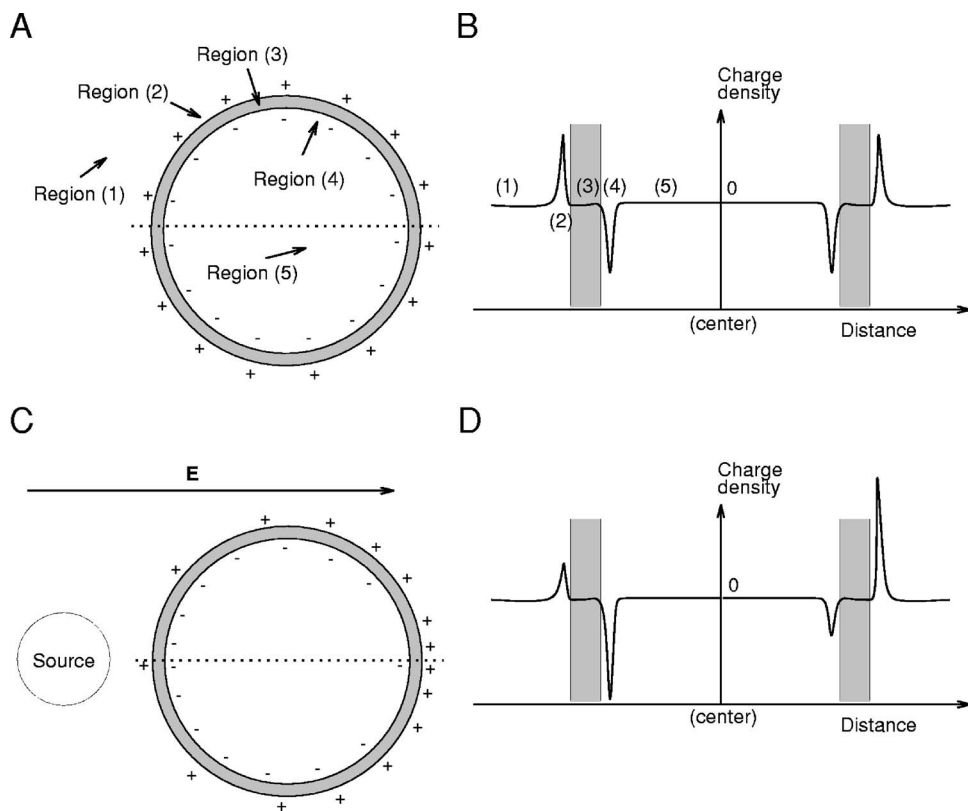 A
Region (3)
Region (2)
Region (1)
Region (4)
Region (5)
+ + + + + + + + + + + + + + + +
- - - - - - - - - - - - - - - -
B
Charge
density
(1)
(2)
(3)
(4)
(5)
0
(center)
Distance
C
E
Source
+ + + + + + + + + + + + + + + +
- - - - - - - - - - - - - - - -
D
Charge
density
0
(center)
Distance